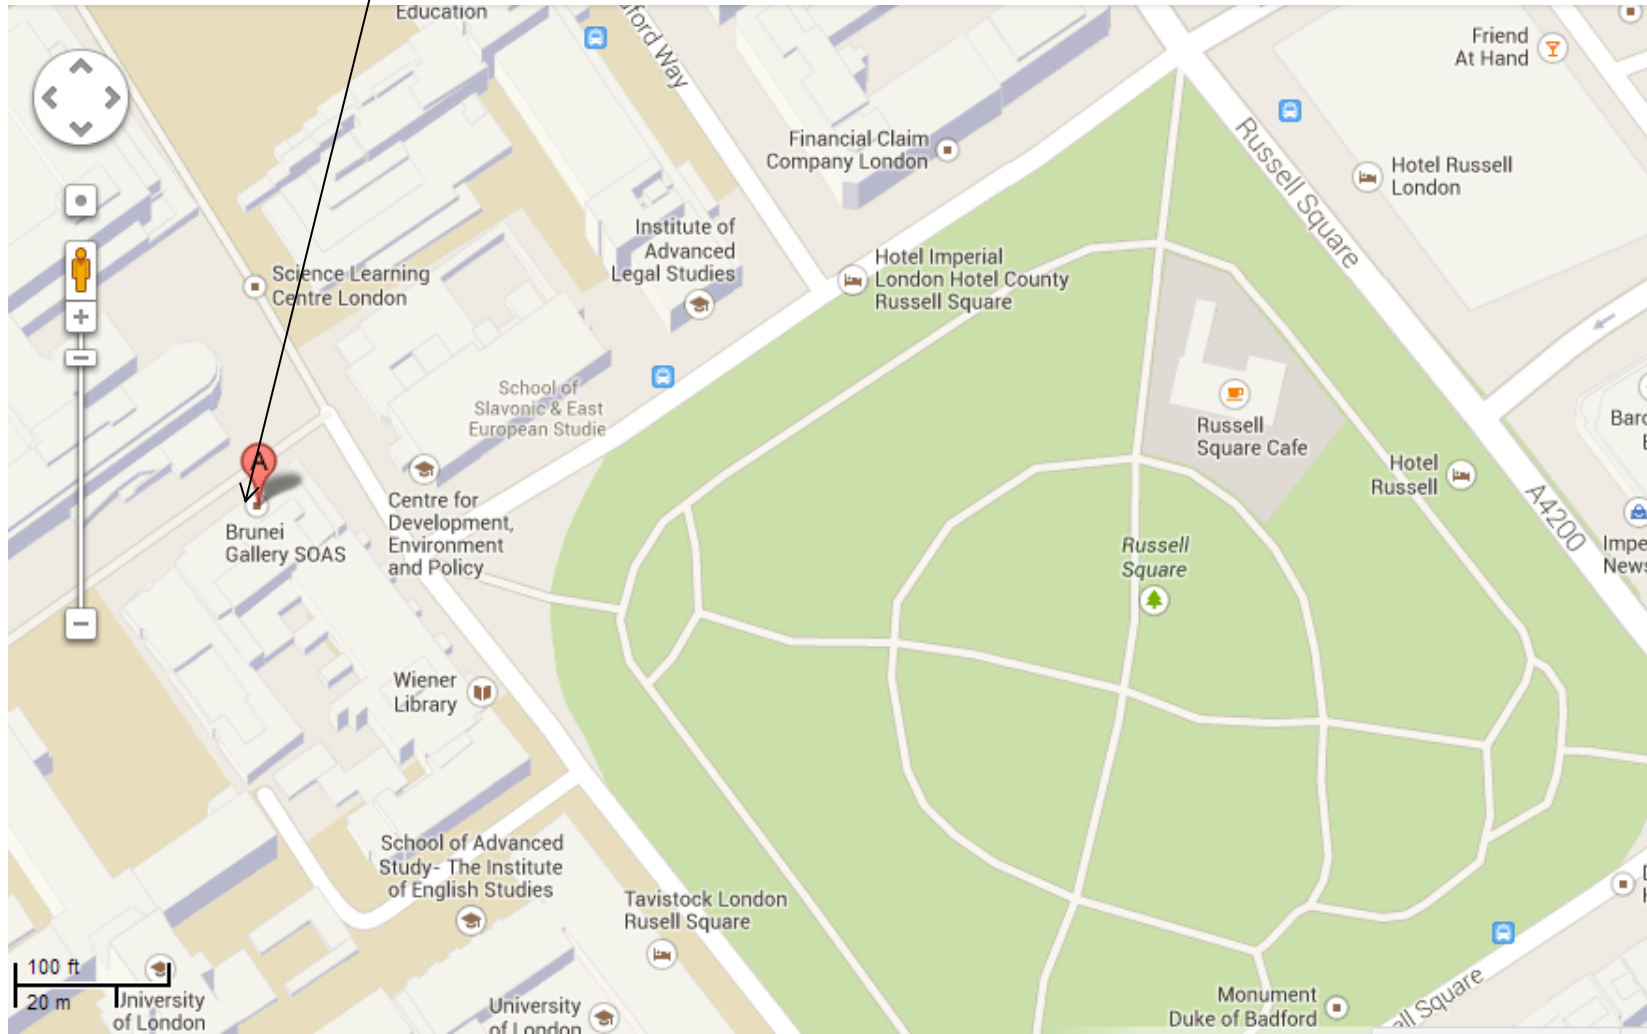 Education
ford Way
Friend
At Hand
Financial Claim
Company London
Russell Square
Hotel Russell
London
Institute of
Advanced
Legal Studies
Hotel Imperial
London Hotel County
Russell Square
Science Learning
Centre London
School of
Slavonic & East
European Studie
Russell
Square Cafe
Hotel
Russell
A4200
A
Brunei
Gallery SOAS
Centre for
Development,
Environment
and Policy
Russell
Square
Impe
News
Wiener
Library
School of Advanced
Study- The Institute
of English Studies
Tavistock London
Rusell Square
100 ft
20 m
University
of London
University
of London
Monument
Duke of Badford
ell Square